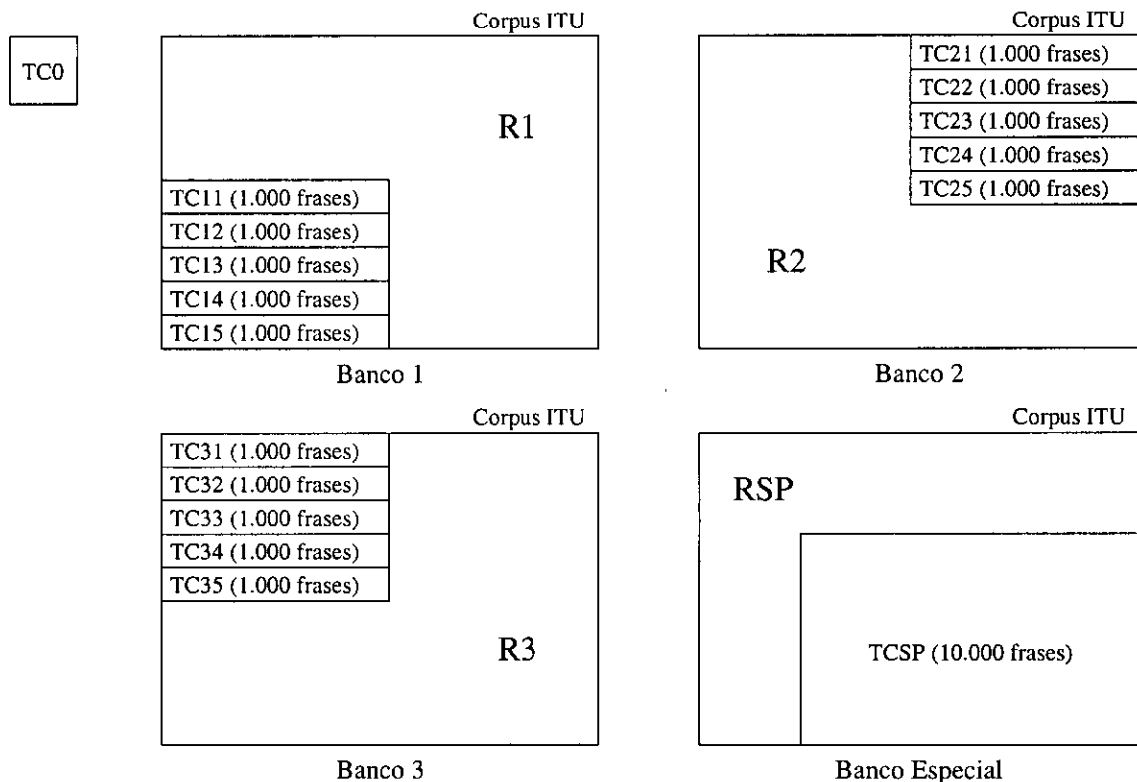 TC0
Corpus ITU
R1
TC11 (1.000 frases)
TC12 (1.000 frases)
TC13 (1.000 frases)
TC14 (1.000 frases)
TC15 (1.000 frases)
Banco 1
Corpus ITU
TC21 (1.000 frases)
TC22 (1.000 frases)
TC23 (1.000 frases)
TC24 (1.000 frases)
TC25 (1.000 frases)
R2
Banco 2
Corpus ITU
TC31 (1.000 frases)
TC32 (1.000 frases)
TC33 (1.000 frases)
TC34 (1.000 frases)
TC35 (1.000 frases)
R3
Banco 3
Corpus ITU
RSP
TCSP (10.000 frases)
Banco Especial